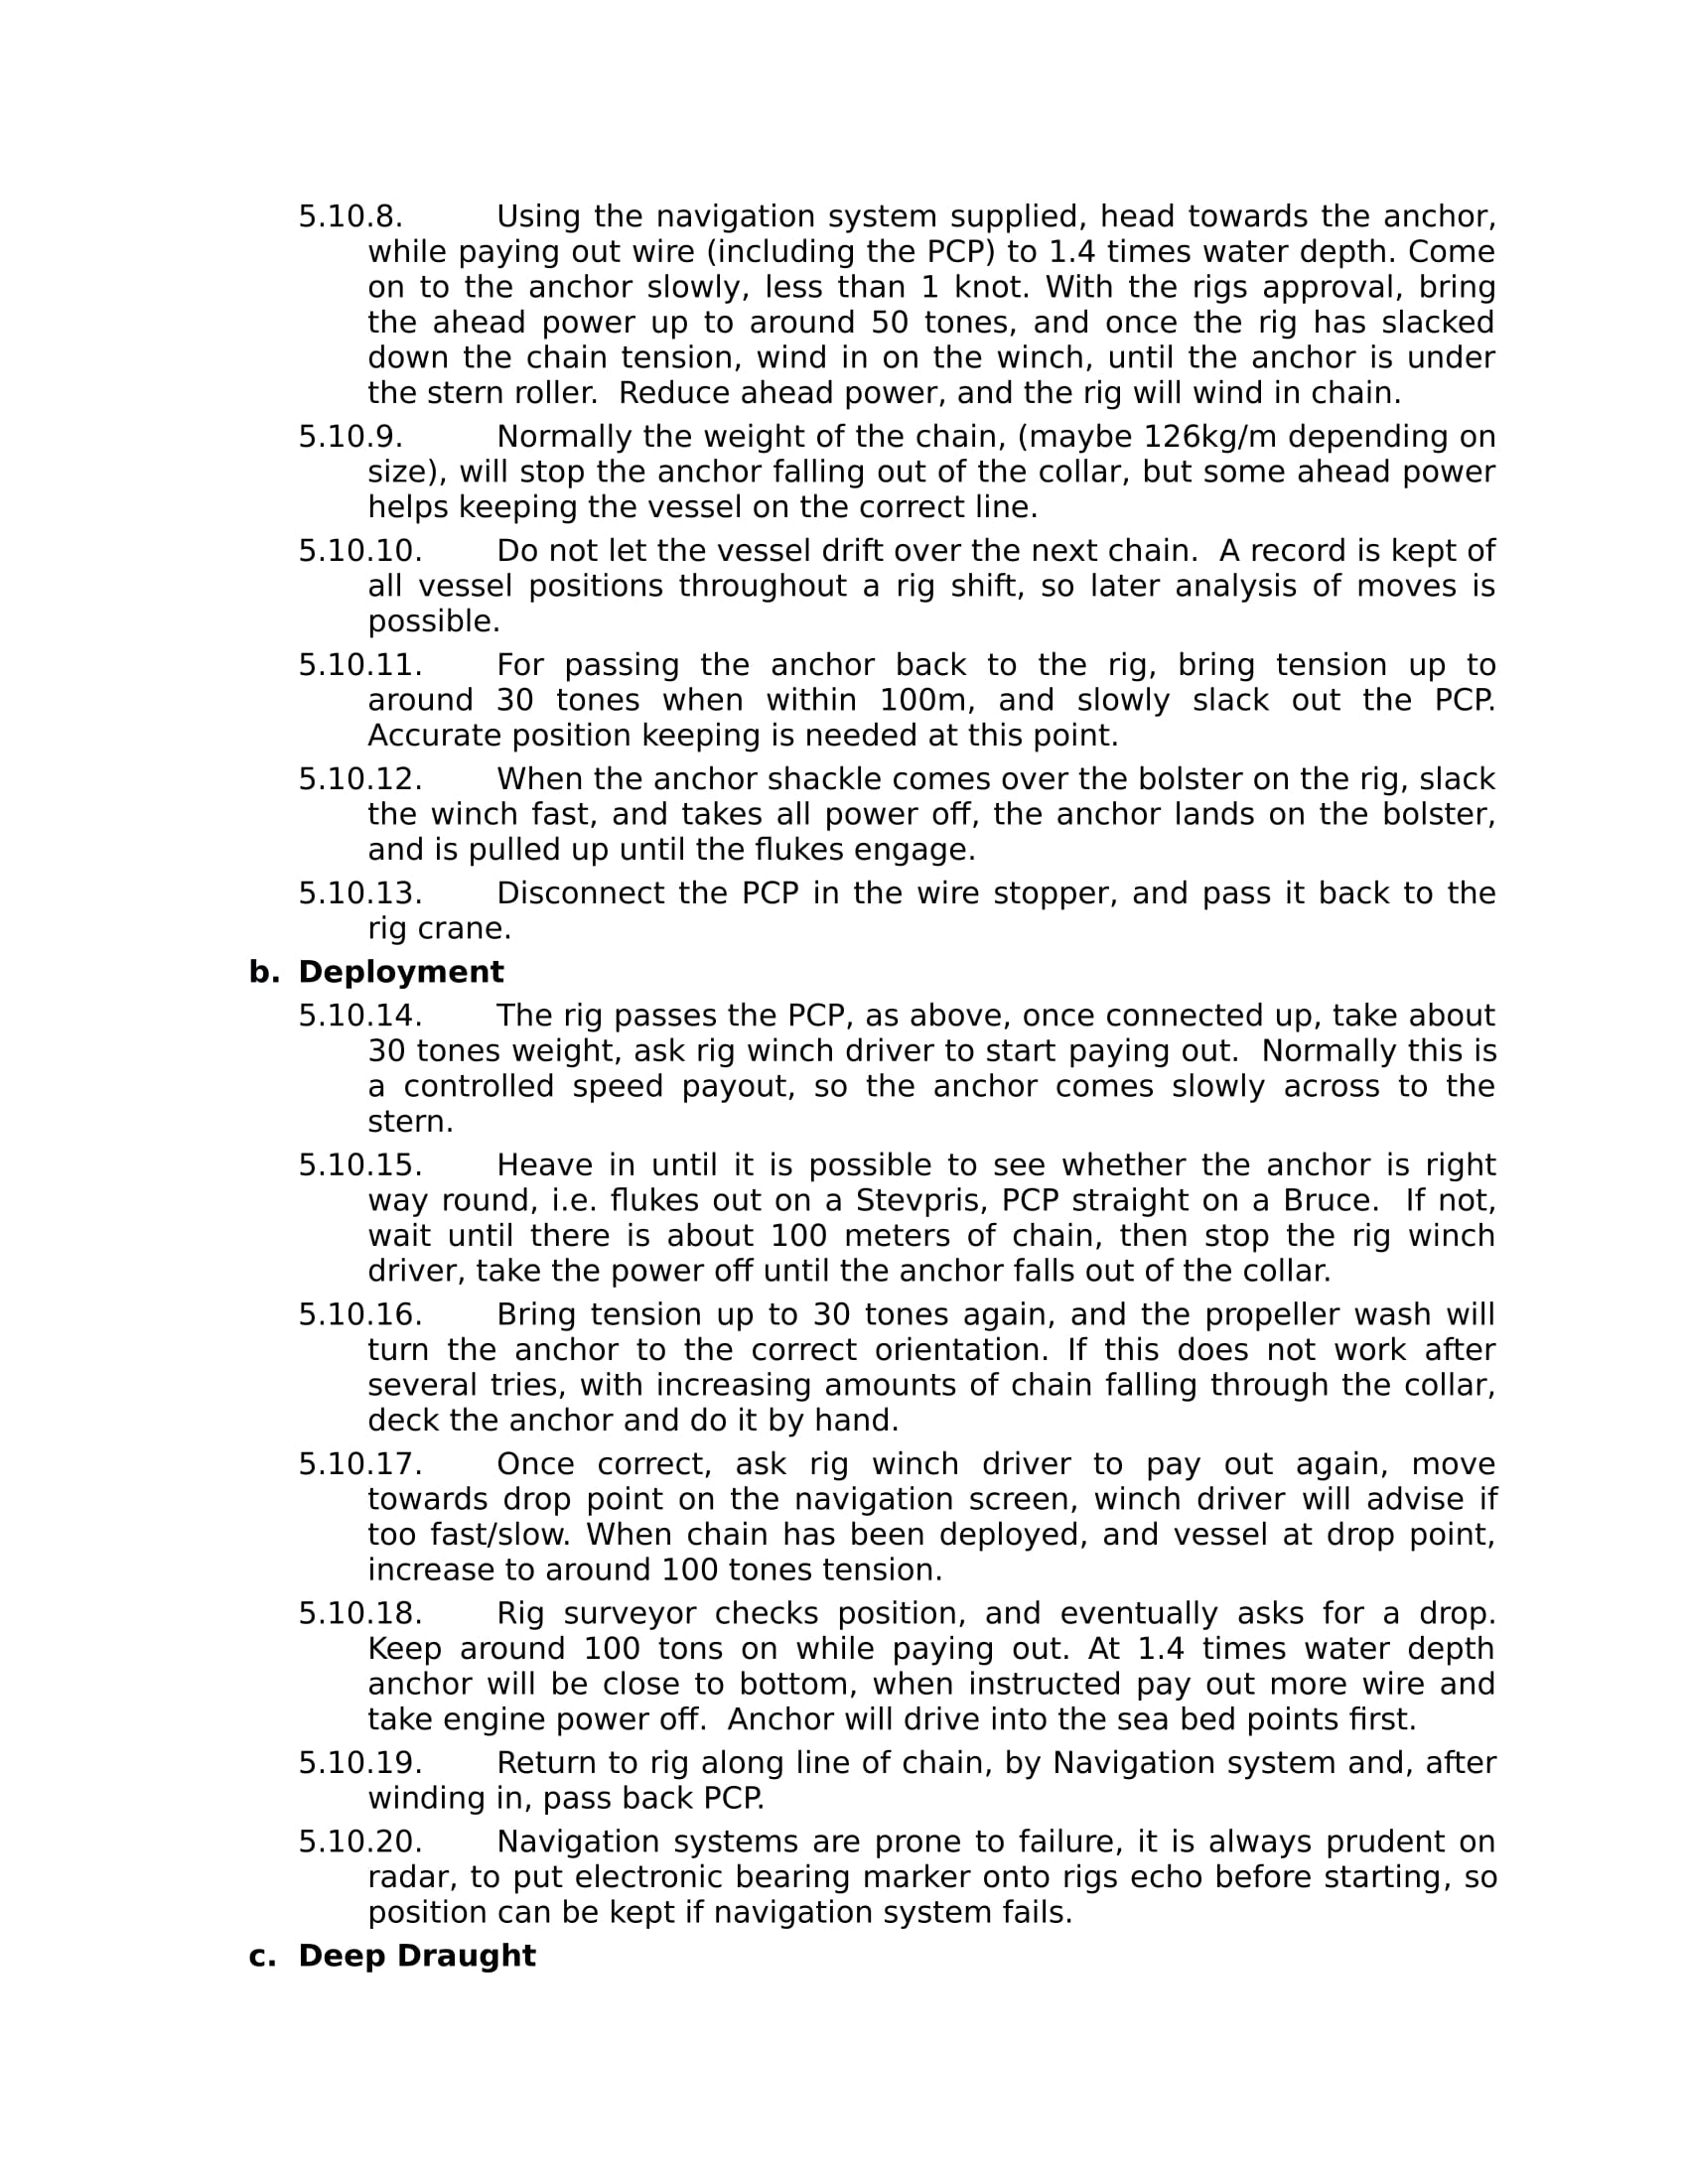 5.10.8. Using the navigation system supplied, head towards the anchor,
while paying out wire (including the PCP) to 1.4 times water depth. Come
on to the anchor slowly, less than 1 knot. With the rigs approval, bring
the ahead power up to around 50 tones, and once the rig has slacked
down the chain tension, wind in on the winch, until the anchor is under
the stern roller.  Reduce ahead power, and the rig will wind in chain.
5.10.9. Normally the weight of the chain, (maybe 126kg/m depending on
size), will stop the anchor falling out of the collar, but some ahead power
helps keeping the vessel on the correct line.
5.10.10. Do not let the vessel drift over the next chain.  A record is kept of
all vessel positions throughout a rig shift, so later analysis of moves is
possible.
5.10.11. For passing the anchor back to the rig, bring tension up to
around 30 tones when within 100m, and slowly slack out the PCP.
Accurate position keeping is needed at this point.
5.10.12. When the anchor shackle comes over the bolster on the rig, slack
the winch fast, and takes all power off, the anchor lands on the bolster,
and is pulled up until the flukes engage.
5.10.13. Disconnect the PCP in the wire stopper, and pass it back to the
rig crane.
b. Deployment
5.10.14. The rig passes the PCP, as above, once connected up, take about
30 tones weight, ask rig winch driver to start paying out.  Normally this is
a controlled speed payout, so the anchor comes slowly across to the
stern.
5.10.15. Heave in until it is possible to see whether the anchor is right
way round, i.e. flukes out on a Stevpris, PCP straight on a Bruce.  If not,
wait until there is about 100 meters of chain, then stop the rig winch
driver, take the power off until the anchor falls out of the collar.
5.10.16. Bring tension up to 30 tones again, and the propeller wash will
turn the anchor to the correct orientation. If this does not work after
several tries, with increasing amounts of chain falling through the collar,
deck the anchor and do it by hand.
5.10.17. Once correct, ask rig winch driver to pay out again, move
towards drop point on the navigation screen, winch driver will advise if
too fast/slow. When chain has been deployed, and vessel at drop point,
increase to around 100 tones tension.
5.10.18. Rig surveyor checks position, and eventually asks for a drop.
Keep around 100 tons on while paying out. At 1.4 times water depth
anchor will be close to bottom, when instructed pay out more wire and
take engine power off.  Anchor will drive into the sea bed points first.
5.10.19. Return to rig along line of chain, by Navigation system and, after
winding in, pass back PCP.
5.10.20. Navigation systems are prone to failure, it is always prudent on
radar, to put electronic bearing marker onto rigs echo before starting, so
position can be kept if navigation system fails.
c. Deep Draught